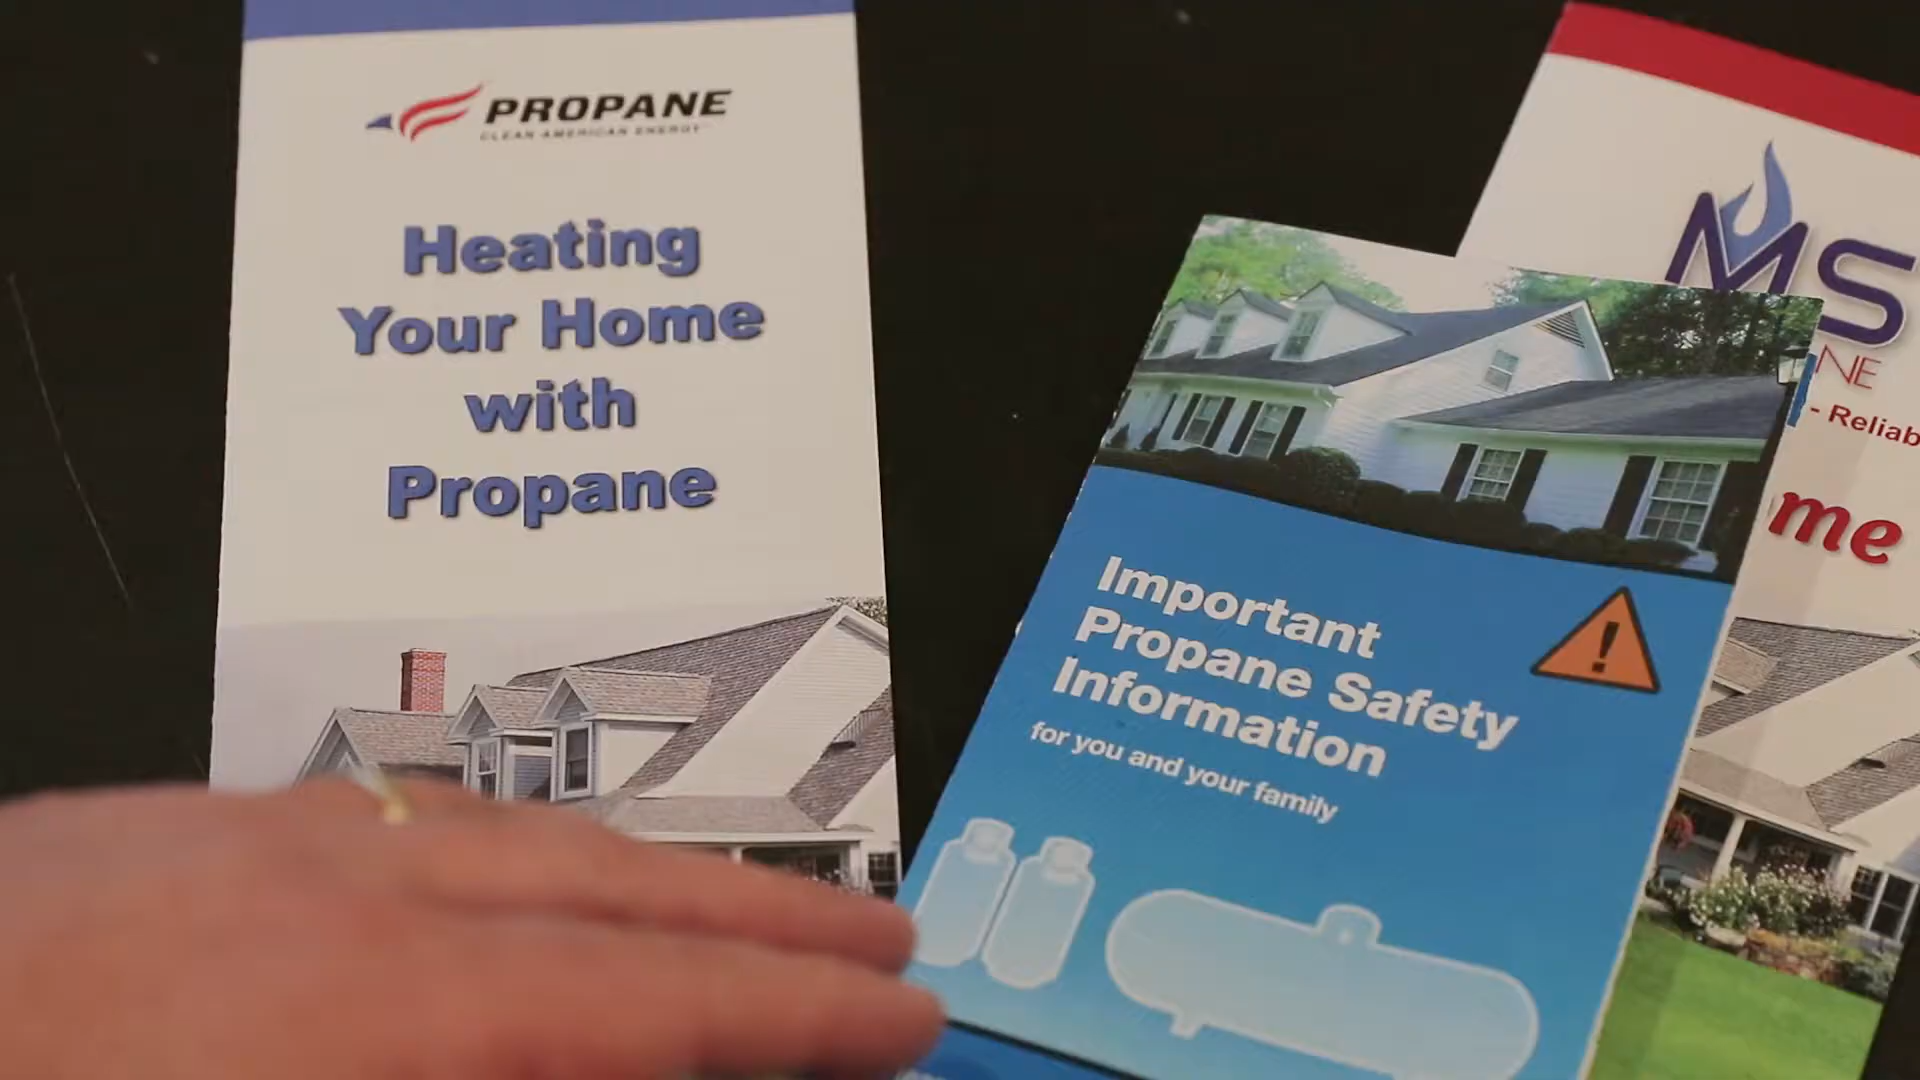 PROPANE
CLEAN AMERICAN ENERGY
Heating
Your Home
with
Propane
Important
Propane Safety
Information
for you and your family
MS
NE
- Reliab
me